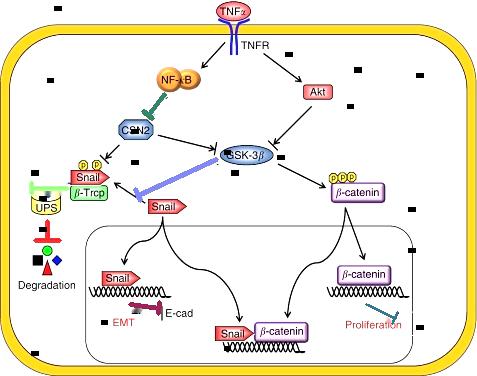 TNFα
TNFR
NF-κB
Akt
CSN2
GSK-3β
P P
Snail
β-Trcp
UPS
Degradation
Snail
P P P
β-catenin
Snail
EMT
E-cad
Snail
β-catenin
β-catenin
Proliferation